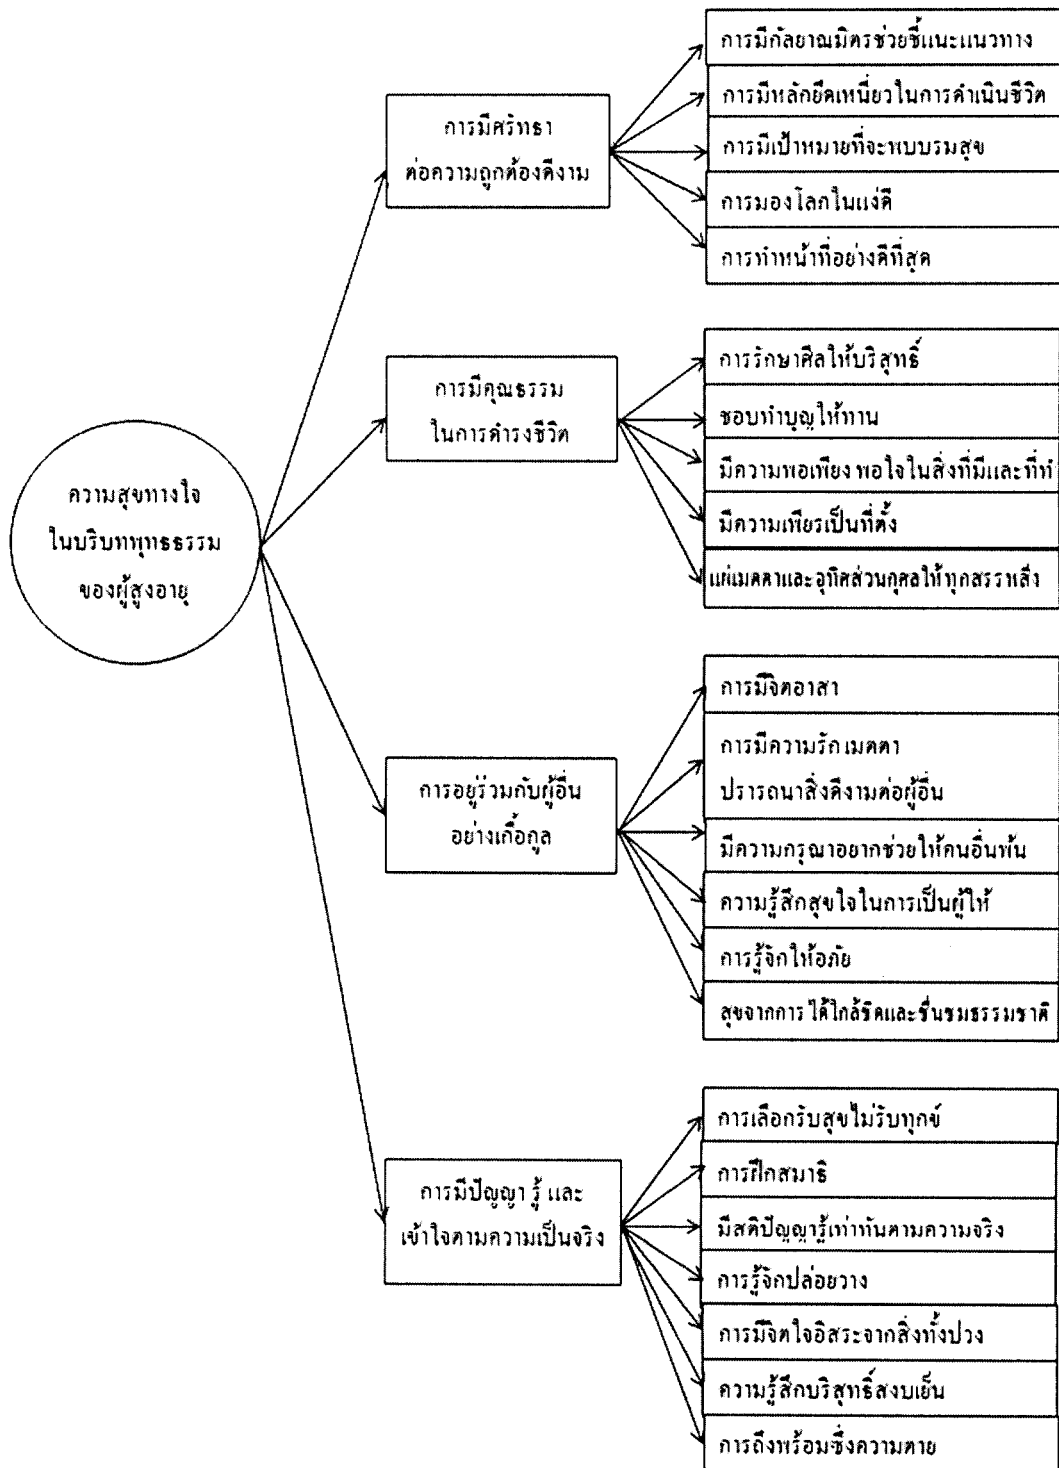 ความสุขทางใจ
ในบริบทพุทธธรรม
ของผู้สูงอายุ
การมีศรัทธา
ต่อความถูกต้องดีงาม
การมีกัลยาณมิตรช่วยชี้แนะแนวทาง
การมีหลักยึดเหนี่ยวในการดำเนินชีวิต
การมีเป้าหมายที่จะพบบรมสุข
การมองโลกในแง่ดี
การทำหน้าที่อย่างดีที่สุด
การมีคุณธรรม
ในการดำรงชีวิต
การรักษาศีลให้บริสุทธิ์
ชอบทำบุญให้ทาน
มีความพอเพียง พอใจในสิ่งที่มีและที่ทำ
มีความเพียรเป็นที่ตั้ง
แผ่เมตตาและอุทิศส่วนกุศลให้ทุกสรรพสิ่ง
การอยู่ร่วมกับผู้อื่น
อย่างเกื้อกูล
การมีจิตอาสา
การมีความรัก เมตตา
ปรารถนาสิ่งดีงามต่อผู้อื่น
มีความกรุณาอยากช่วยให้คนอื่นพ้น
ความรู้สึกสุขใจในการเป็นผู้ให้
การรู้จักให้อภัย
สุขจากการได้ใกล้ชิดและชื่นชมธรรมชาติ
การมีปัญญา รู้ และ
เข้าใจตามความเป็นจริง
การเลือกรับสุขไม่รับทุกข์
การฝึกสมาธิ
มีสติปัญญารู้เท่าทันตามความจริง
การรู้จักปล่อยวาง
การมีจิตใจอิสระจากสิ่งทั้งปวง
ความรู้สึกบริสุทธิ์สงบเย็น
การถึงพร้อมซึ่งความตาย